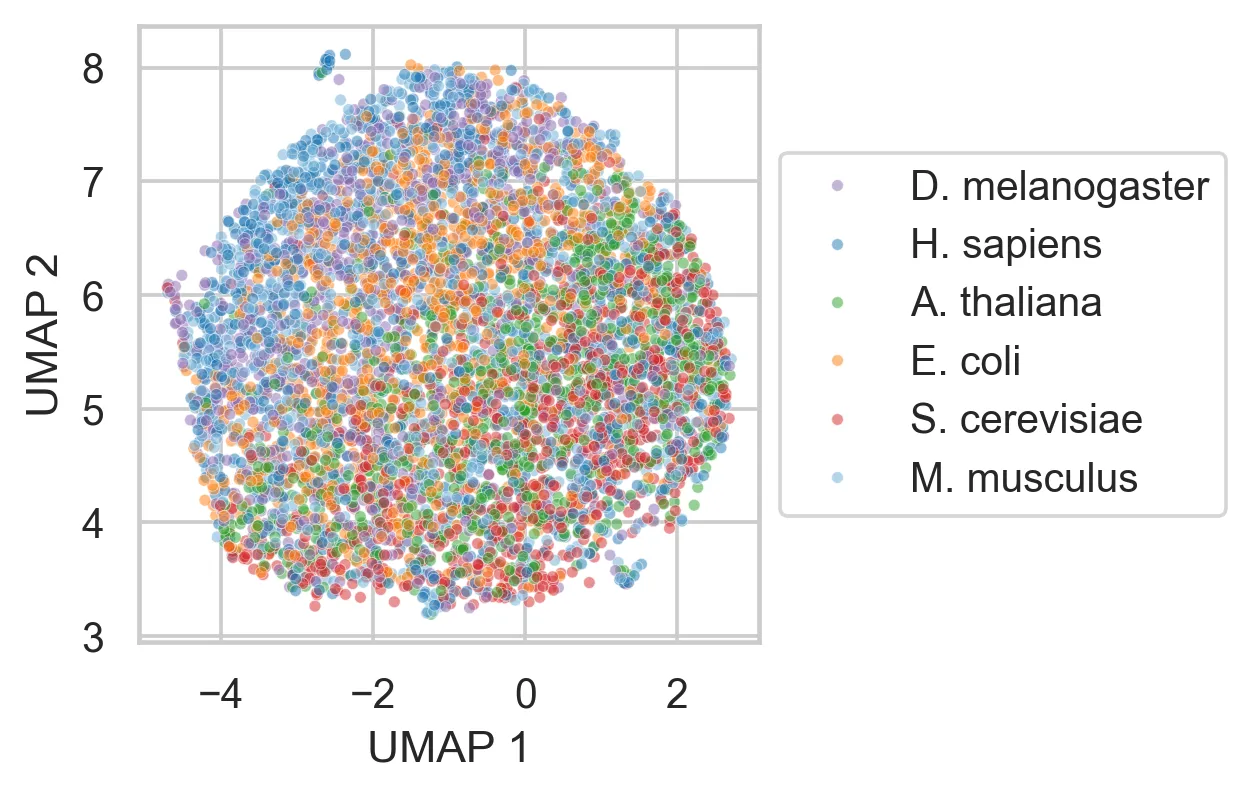 8
7
6
5
4
3
UMAP 2
−4
−2
0
2
UMAP 1
D. melanogaster
H. sapiens
A. thaliana
E. coli
S. cerevisiae
M. musculus